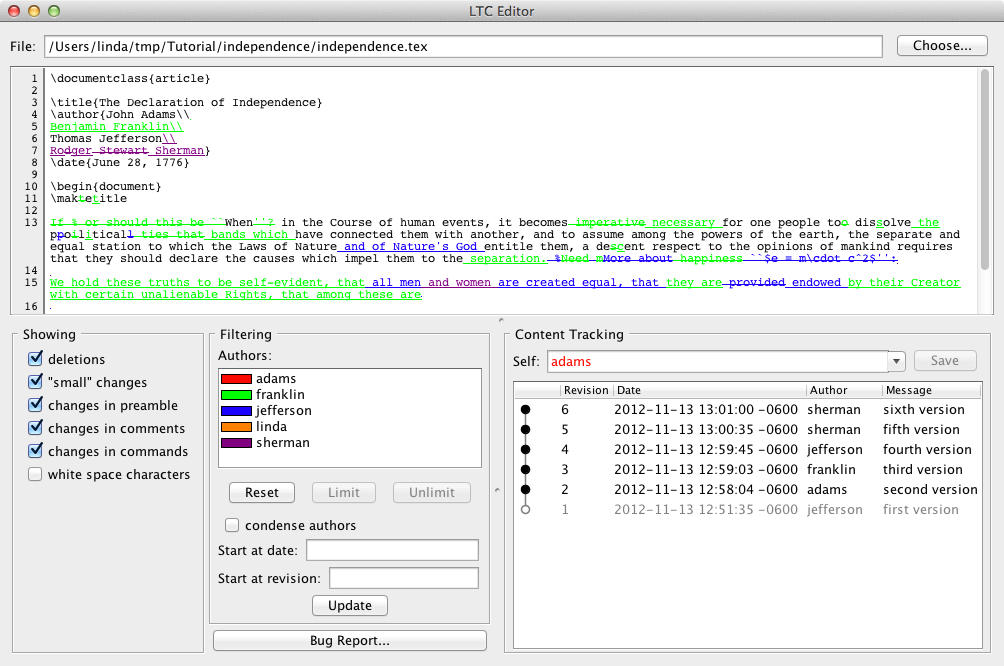 LTC Editor
File: /Users/linda/tmp/Tutorial/independence/independence.tex Choose...
1 \documentclass{article}
2
3 \title{The Declaration of Independence}
4 \author{John Adams\\
5 Benjamin Franklin\\
6 Thomas Jefferson\\
7 Rodger Stewart Sherman}
8 \date{June 28, 1776}
9
10 \begin{document}
11 \maktetitle
12
13 If % or should this be ``When''? in the Course of human events, it becomes imperative necessary for one people too dissolve the
ppoilitical ties that bands which have connected them with another, and to assume among the powers of the earth, the separate and
equal station to which the Laws of Nature and of Nature's God entitle them, a descent respect to the opinions of mankind requires
that they should declare the causes which impel them to the separation. %Need mMore about happiness ``$e = m\cdot c^2$'':
14
15 We hold these truths to be self-evident, that all men and women are created equal, that they are provided endowed by their Creator
with certain unalienable Rights, that among these are
16
Showing
deletions
"small" changes
changes in preamble
changes in comments
changes in commands
white space characters
Filtering
Authors:
adams
franklin
jefferson
linda
sherman
Reset Limit Unlimit
condense authors
Start at date:
Start at revision:
Update
Bug Report...
Content Tracking
Self: adams Save
Revision Date Author Message
6 2012-11-13 13:01:00 -0600 sherman sixth version
5 2012-11-13 13:00:35 -0600 sherman fifth version
4 2012-11-13 12:59:45 -0600 jefferson fourth version
3 2012-11-13 12:59:03 -0600 franklin third version
2 2012-11-13 12:58:04 -0600 adams second version
1 2012-11-13 12:51:35 -0600 jefferson first version